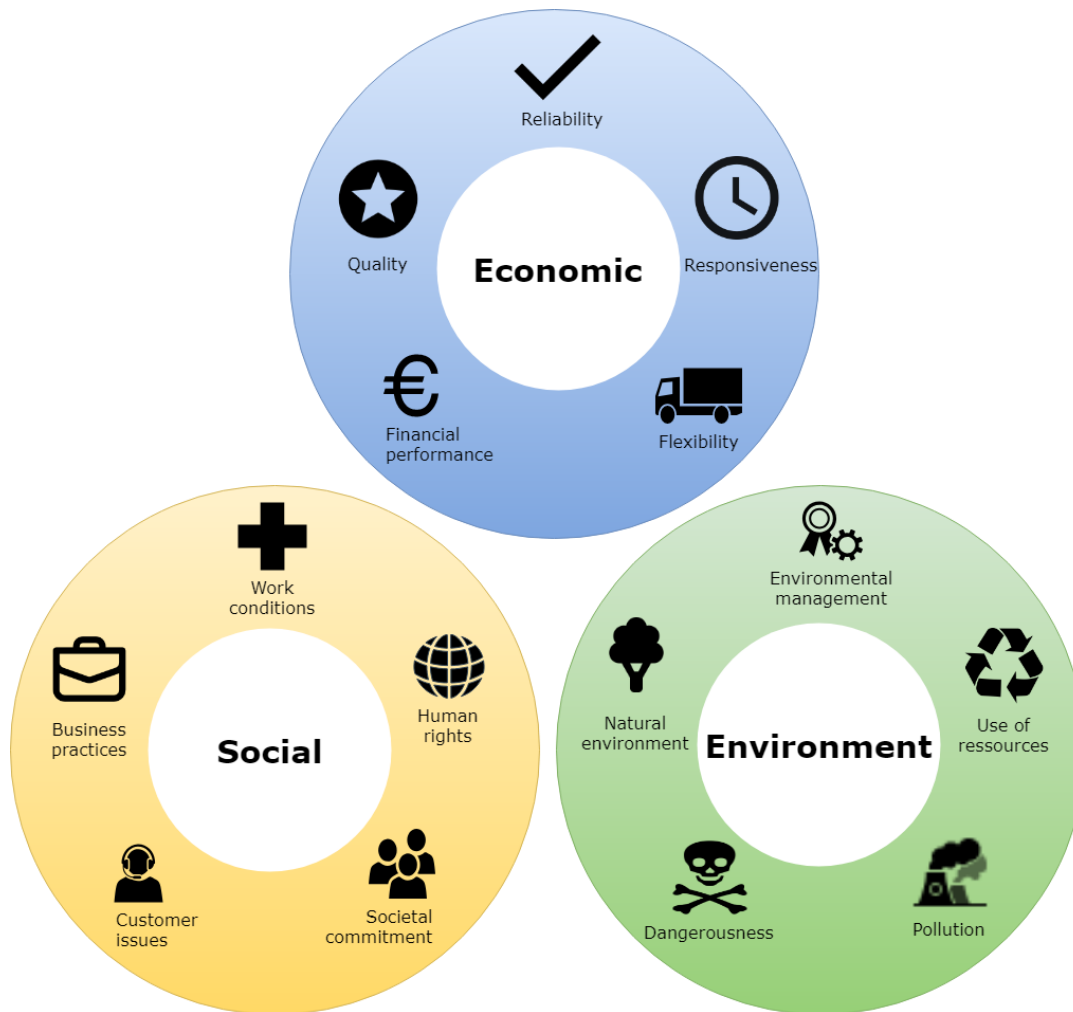 Reliability
Quality
Responsiveness
Economic
Financial
performance
Flexibility
Work
conditions
Business
practices
Human
rights
Social
Customer
issues
Societal
commitment
Environmental
management
Natural
environment
Use of
ressources
Environment
Dangerousness
Pollution